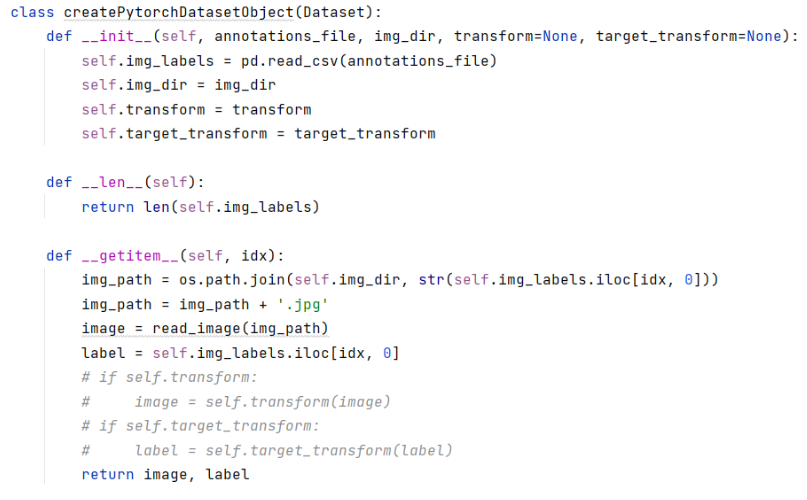 class createPytorchDatasetObject(Dataset):
    def __init__(self, annotations_file, img_dir, transform=None, target_transform=None):
        self.img_labels = pd.read_csv(annotations_file)
        self.img_dir = img_dir
        self.transform = transform
        self.target_transform = target_transform

    def __len__(self):
        return len(self.img_labels)

    def __getitem__(self, idx):
        img_path = os.path.join(self.img_dir, str(self.img_labels.iloc[idx, 0]))
        img_path = img_path + '.jpg'
        image = read_image(img_path)
        label = self.img_labels.iloc[idx, 0]
        # if self.transform:
        #     image = self.transform(image)
        # if self.target_transform:
        #     label = self.target_transform(label)
        return image, label